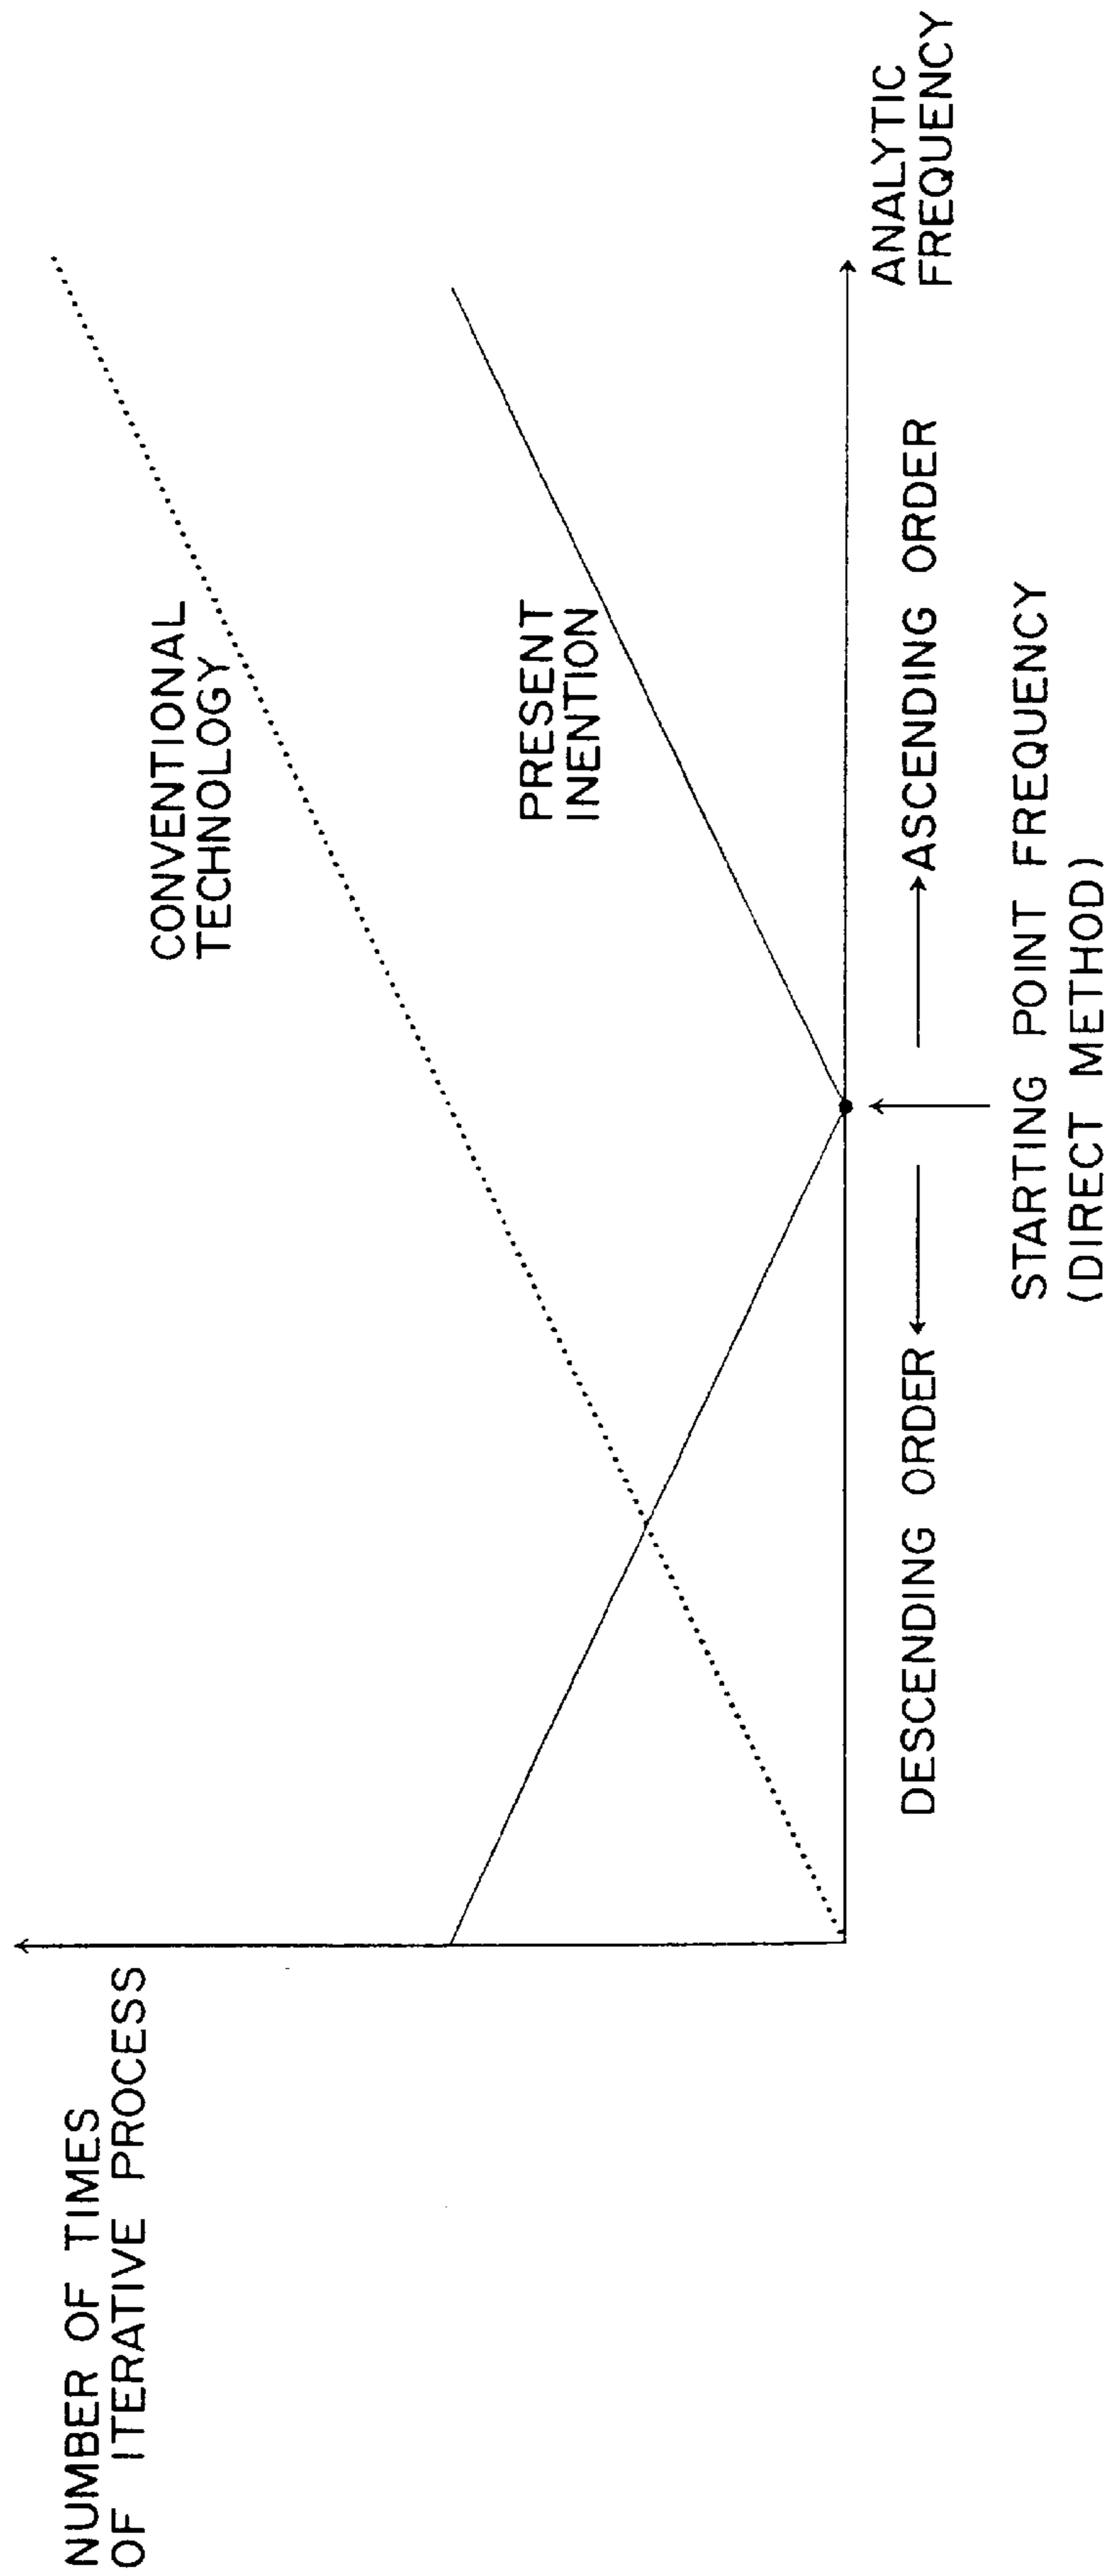 NUMBER OF TIMES
OF ITERATIVE PROCESS
CONVENTIONAL
TECHNOLOGY
PRESENT
INENTION
ANALYTIC
FREQUENCY
DESCENDING ORDER
ASCENDING ORDER
STARTING POINT FREQUENCY
(DIRECT METHOD)